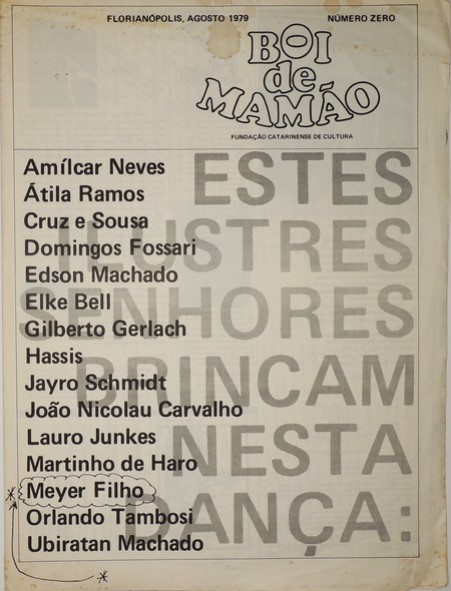 FLORIANÓPOLIS, AGOSTO 1979
NÚMERO ZERO
BOI
de
MAMÃO
FUNDAÇÃO CATARINENSE DE CULTURA
ESTES
ILUSTRES
SENHORES
BRINCAM
NESTA
DANÇA:
Amílcar Neves
Átila Ramos
Cruz e Sousa
Domingos Fossari
Edson Machado
Elke Bell
Gilberto Gerlach
Hassis
Jayro Schmidt
João Nicolau Carvalho
Lauro Junkes
Martinho de Haro
Meyer Filho
Orlando Tambosi
Ubiratan Machado